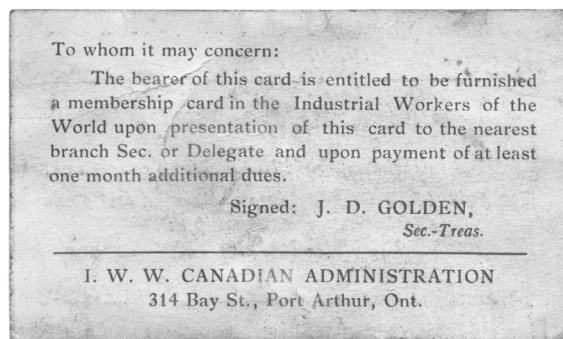 To whom it may concern:
The bearer of this card is entitled to be furnished
a membership card in the Industrial Workers of the
World upon presentation of this card to the nearest
branch Sec. or Delegate and upon payment of at least
one month additional dues.
Signed: J. D. GOLDEN,
Sec.-Treas.
I. W. W. CANADIAN ADMINISTRATION
314 Bay St., Port Arthur, Ont.